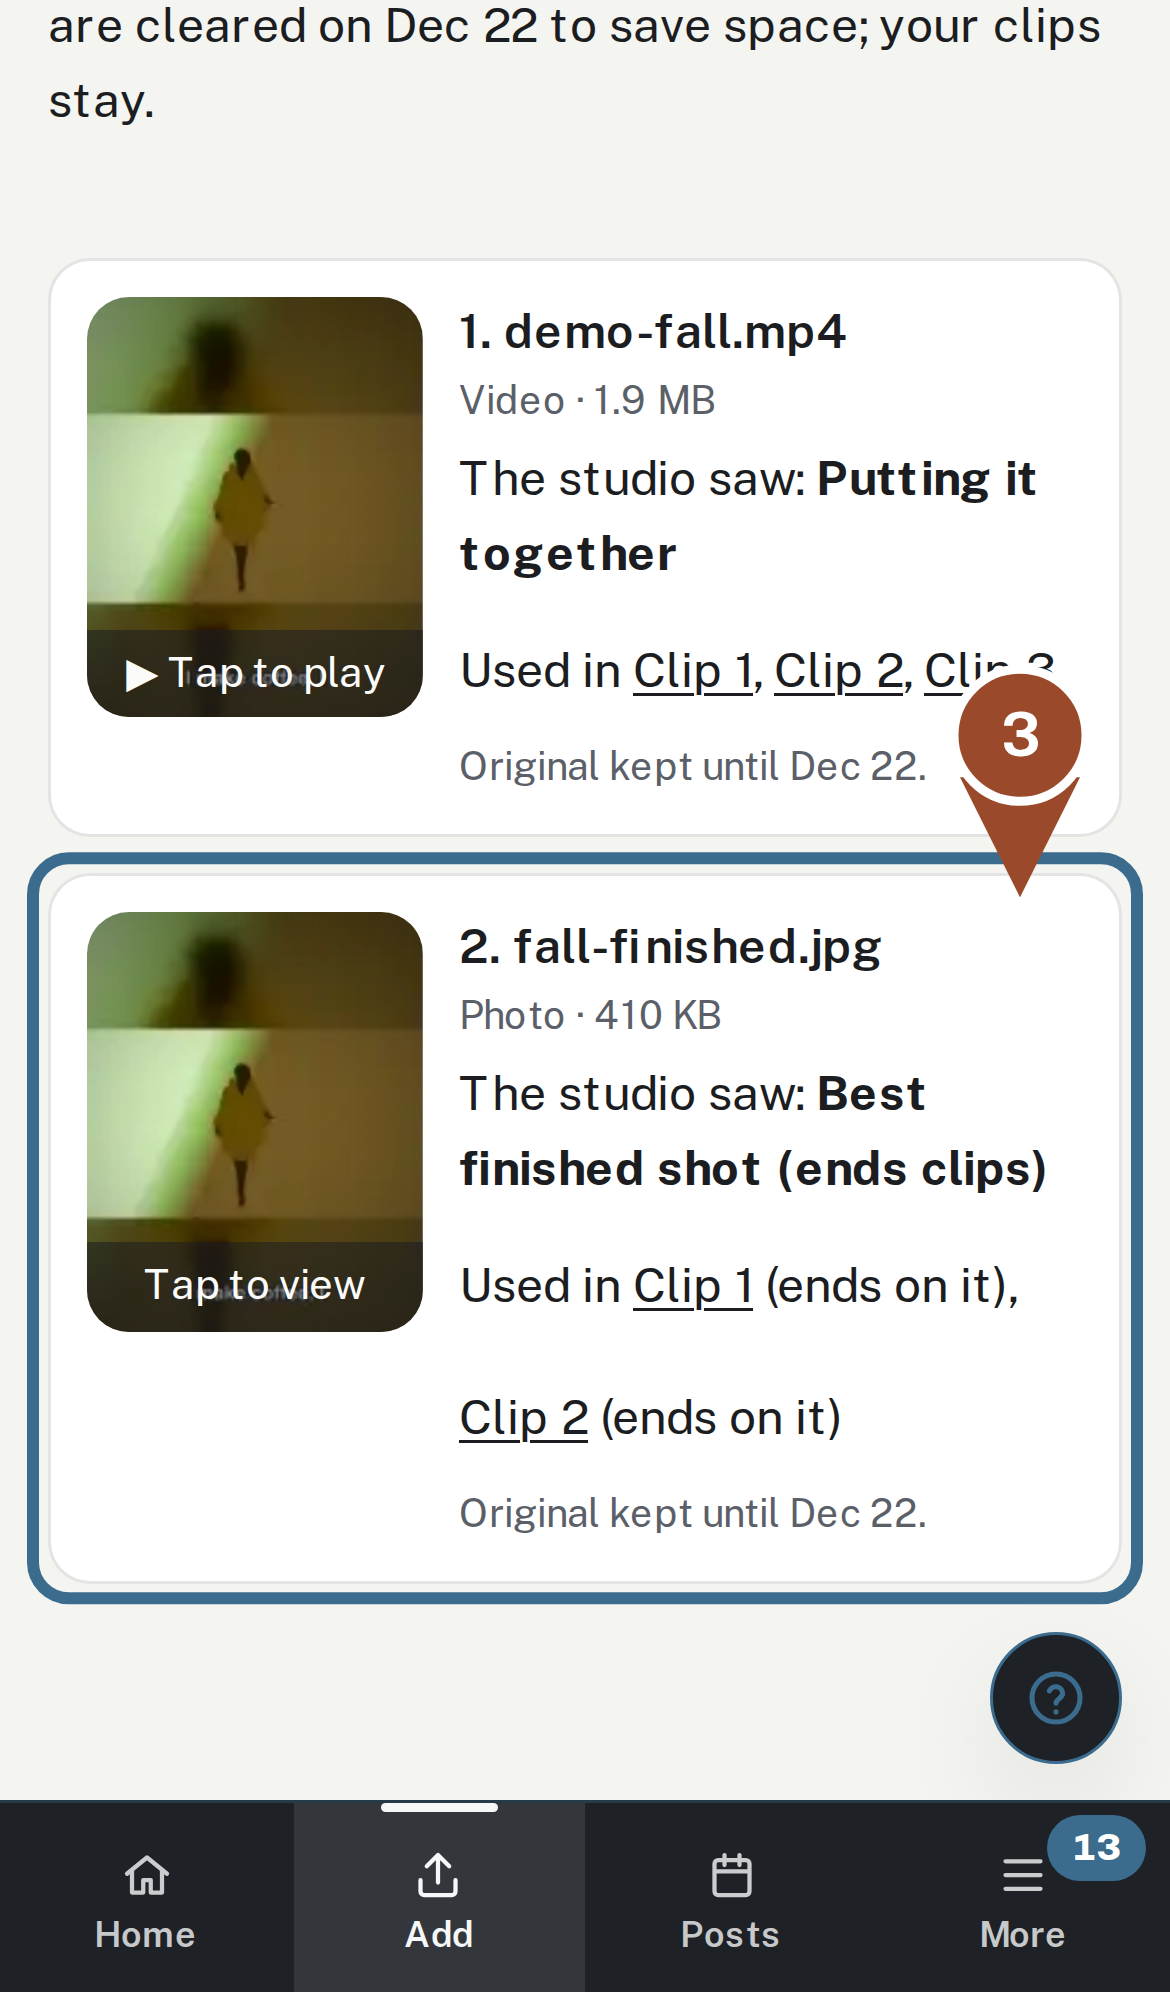 are cleared on Dec 22 to save space; your clips
stay.
1. demo-fall.mp4
Video · 1.9 MB
The studio saw: Putting it
together
▶ Tap to play
Used in Clip 1, Clip 2, Clip 3
3
Original kept until Dec 22.
2. fall-finished.jpg
Photo · 410 KB
The studio saw: Best
finished shot (ends clips)
Tap to view
Used in Clip 1 (ends on it),
Clip 2 (ends on it)
Original kept until Dec 22.
13
Home
Add
Posts
More